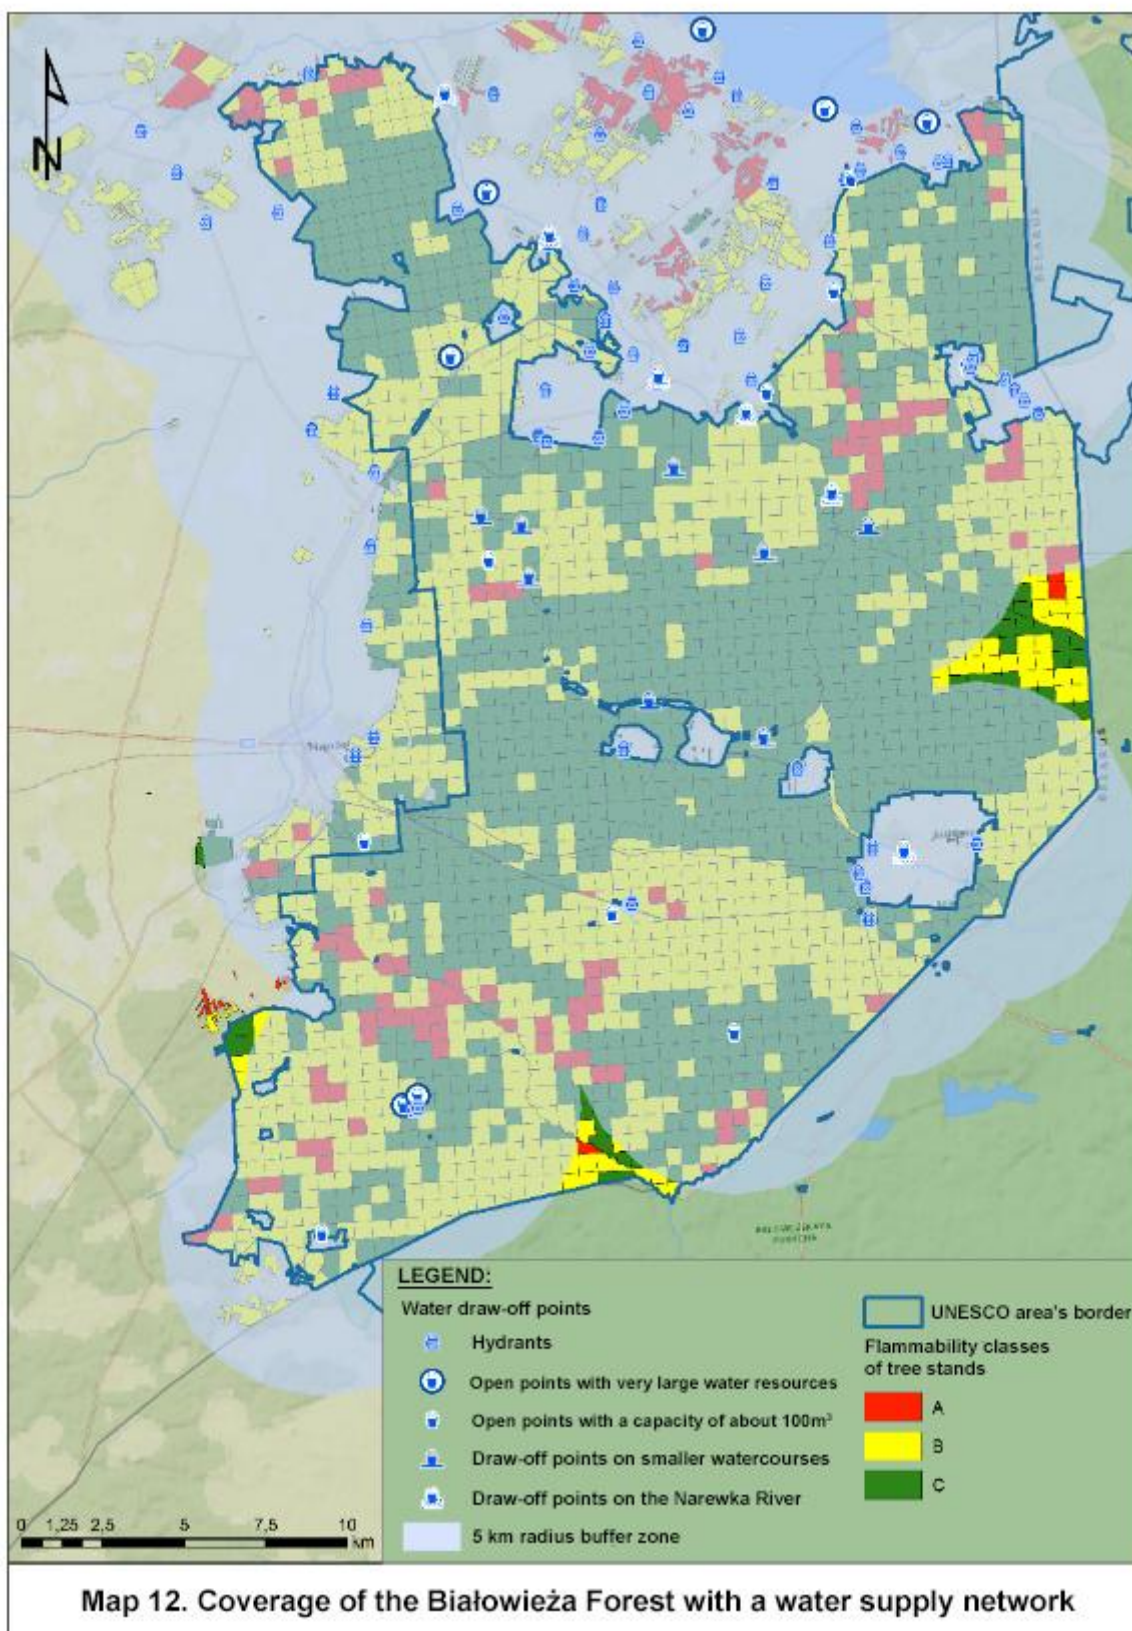 N
BELARUS
BELARUS
LEGEND:
Water draw-off points
Hydrants
Open points with very large water resources
Open points with a capacity of about 100m³
Draw-off points on smaller watercourses
Draw-off points on the Narewka River
5 km radius buffer zone
UNESCO area's border
Flammability classes
of tree stands
A
B
C
0 1,25 2,5 5 7,5 10
km
Map 12. Coverage of the Białowieża Forest with a water supply network